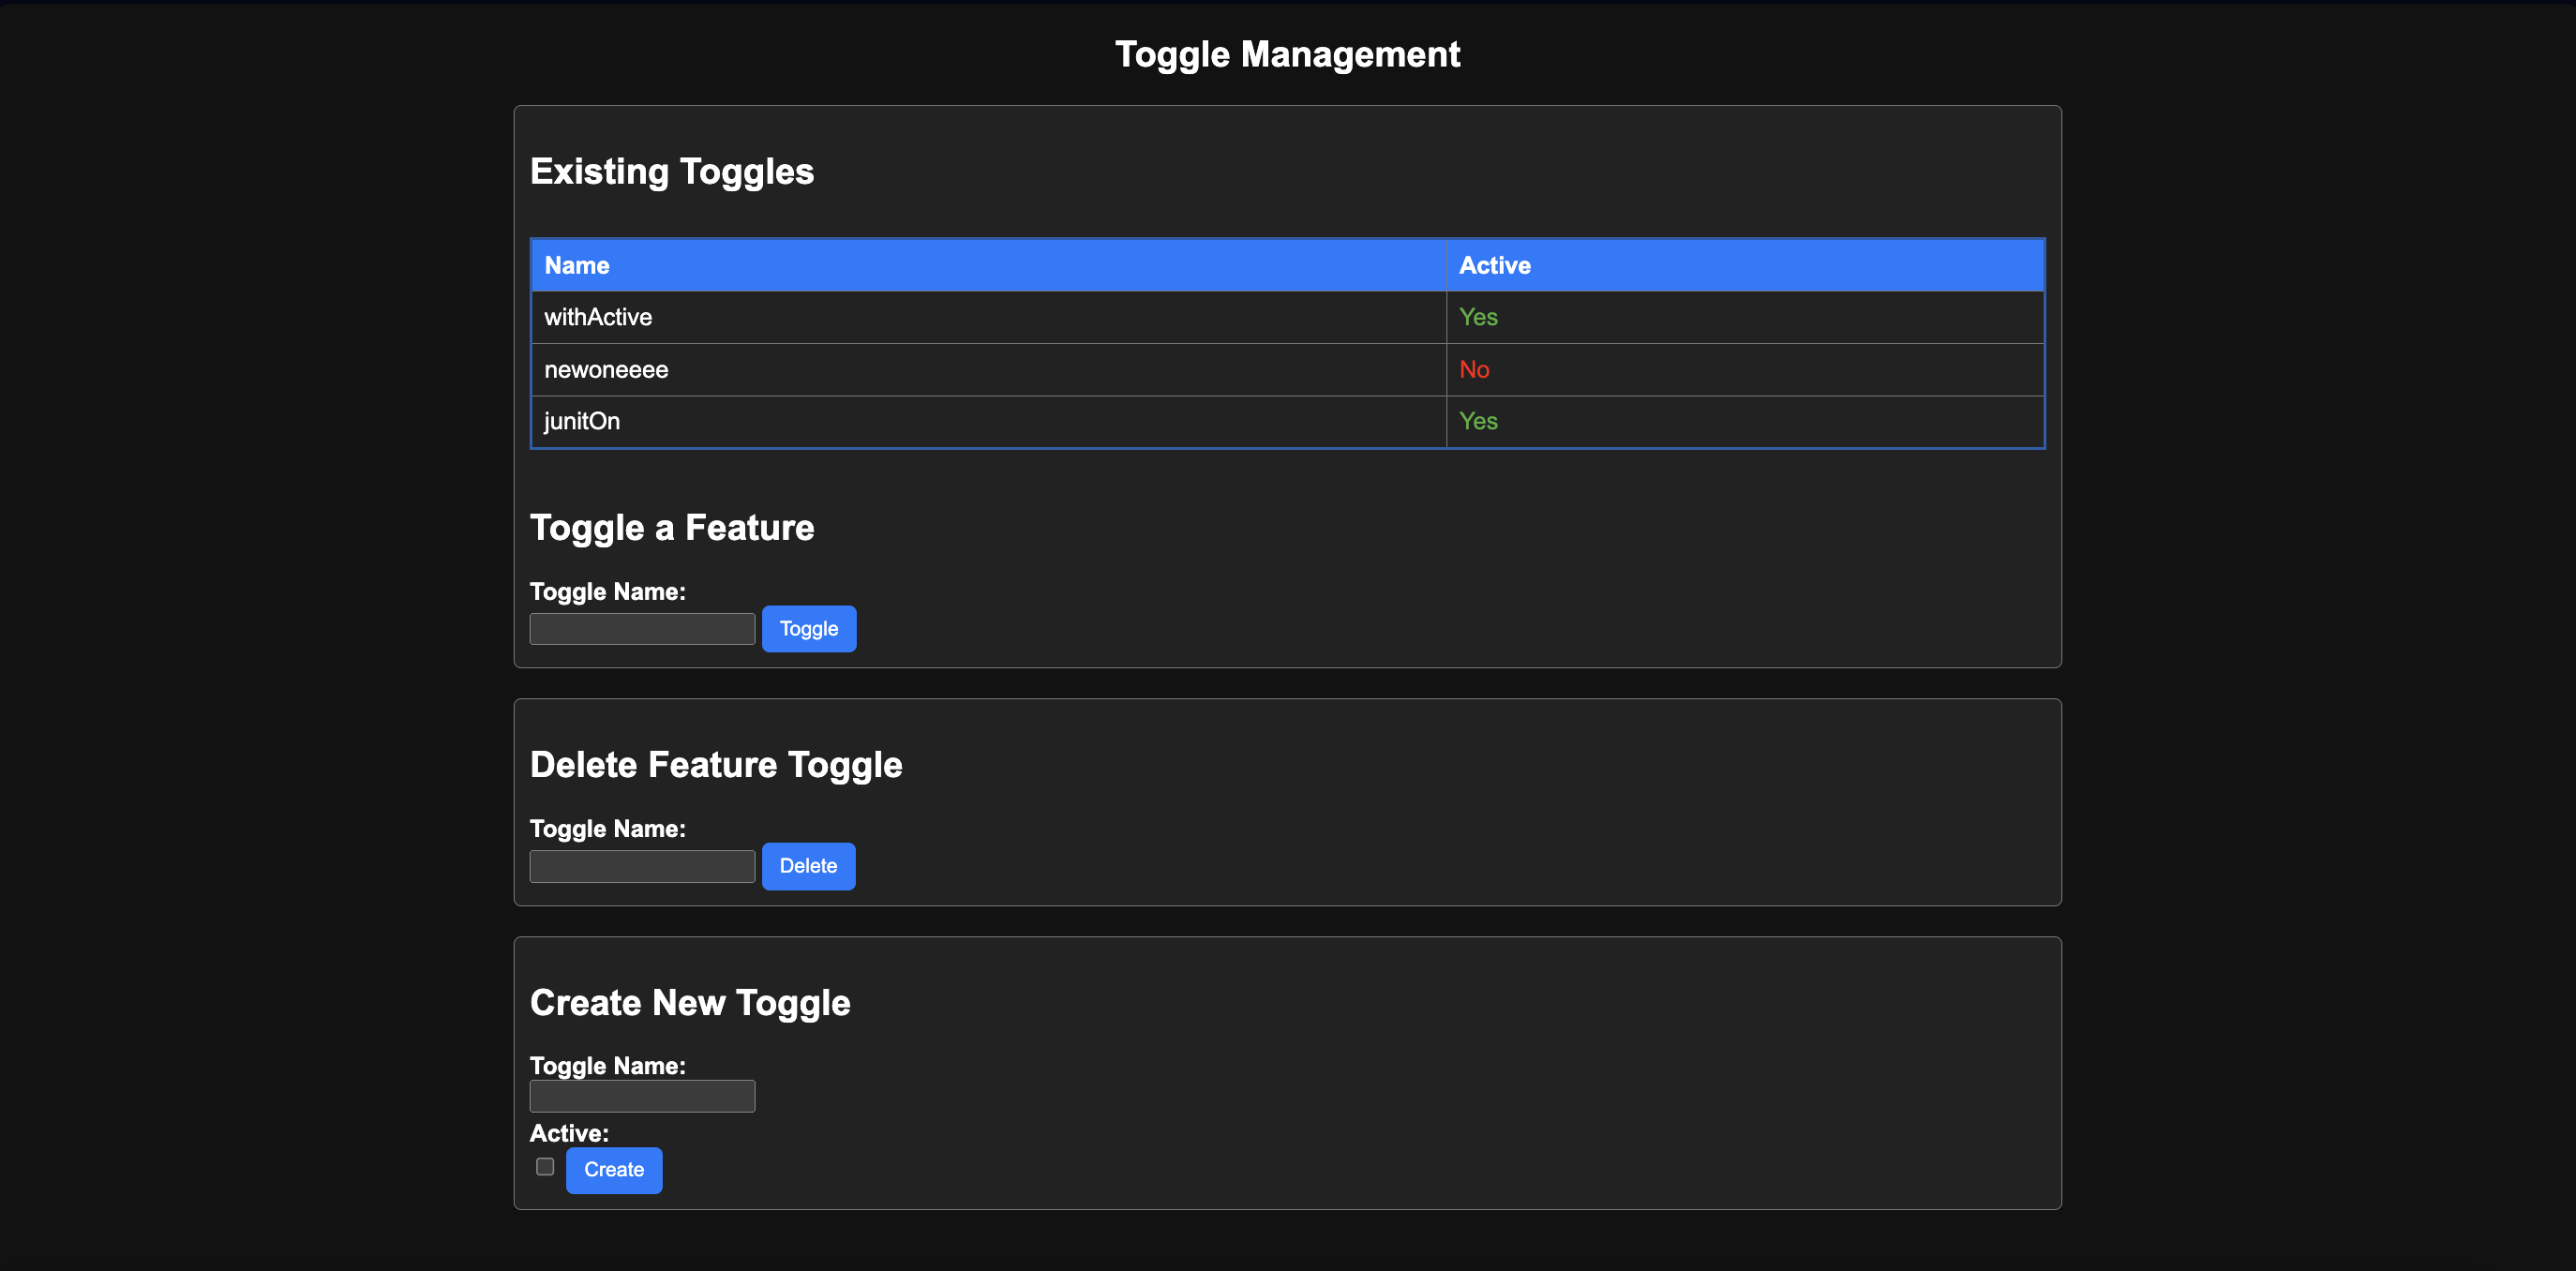 Toggle Management
Existing Toggles
Name Active
withActive Yes
newoneeee No
junitOn Yes
Toggle a Feature
Toggle Name:
Toggle
Delete Feature Toggle
Toggle Name:
Delete
Create New Toggle
Toggle Name:
Active:
Create